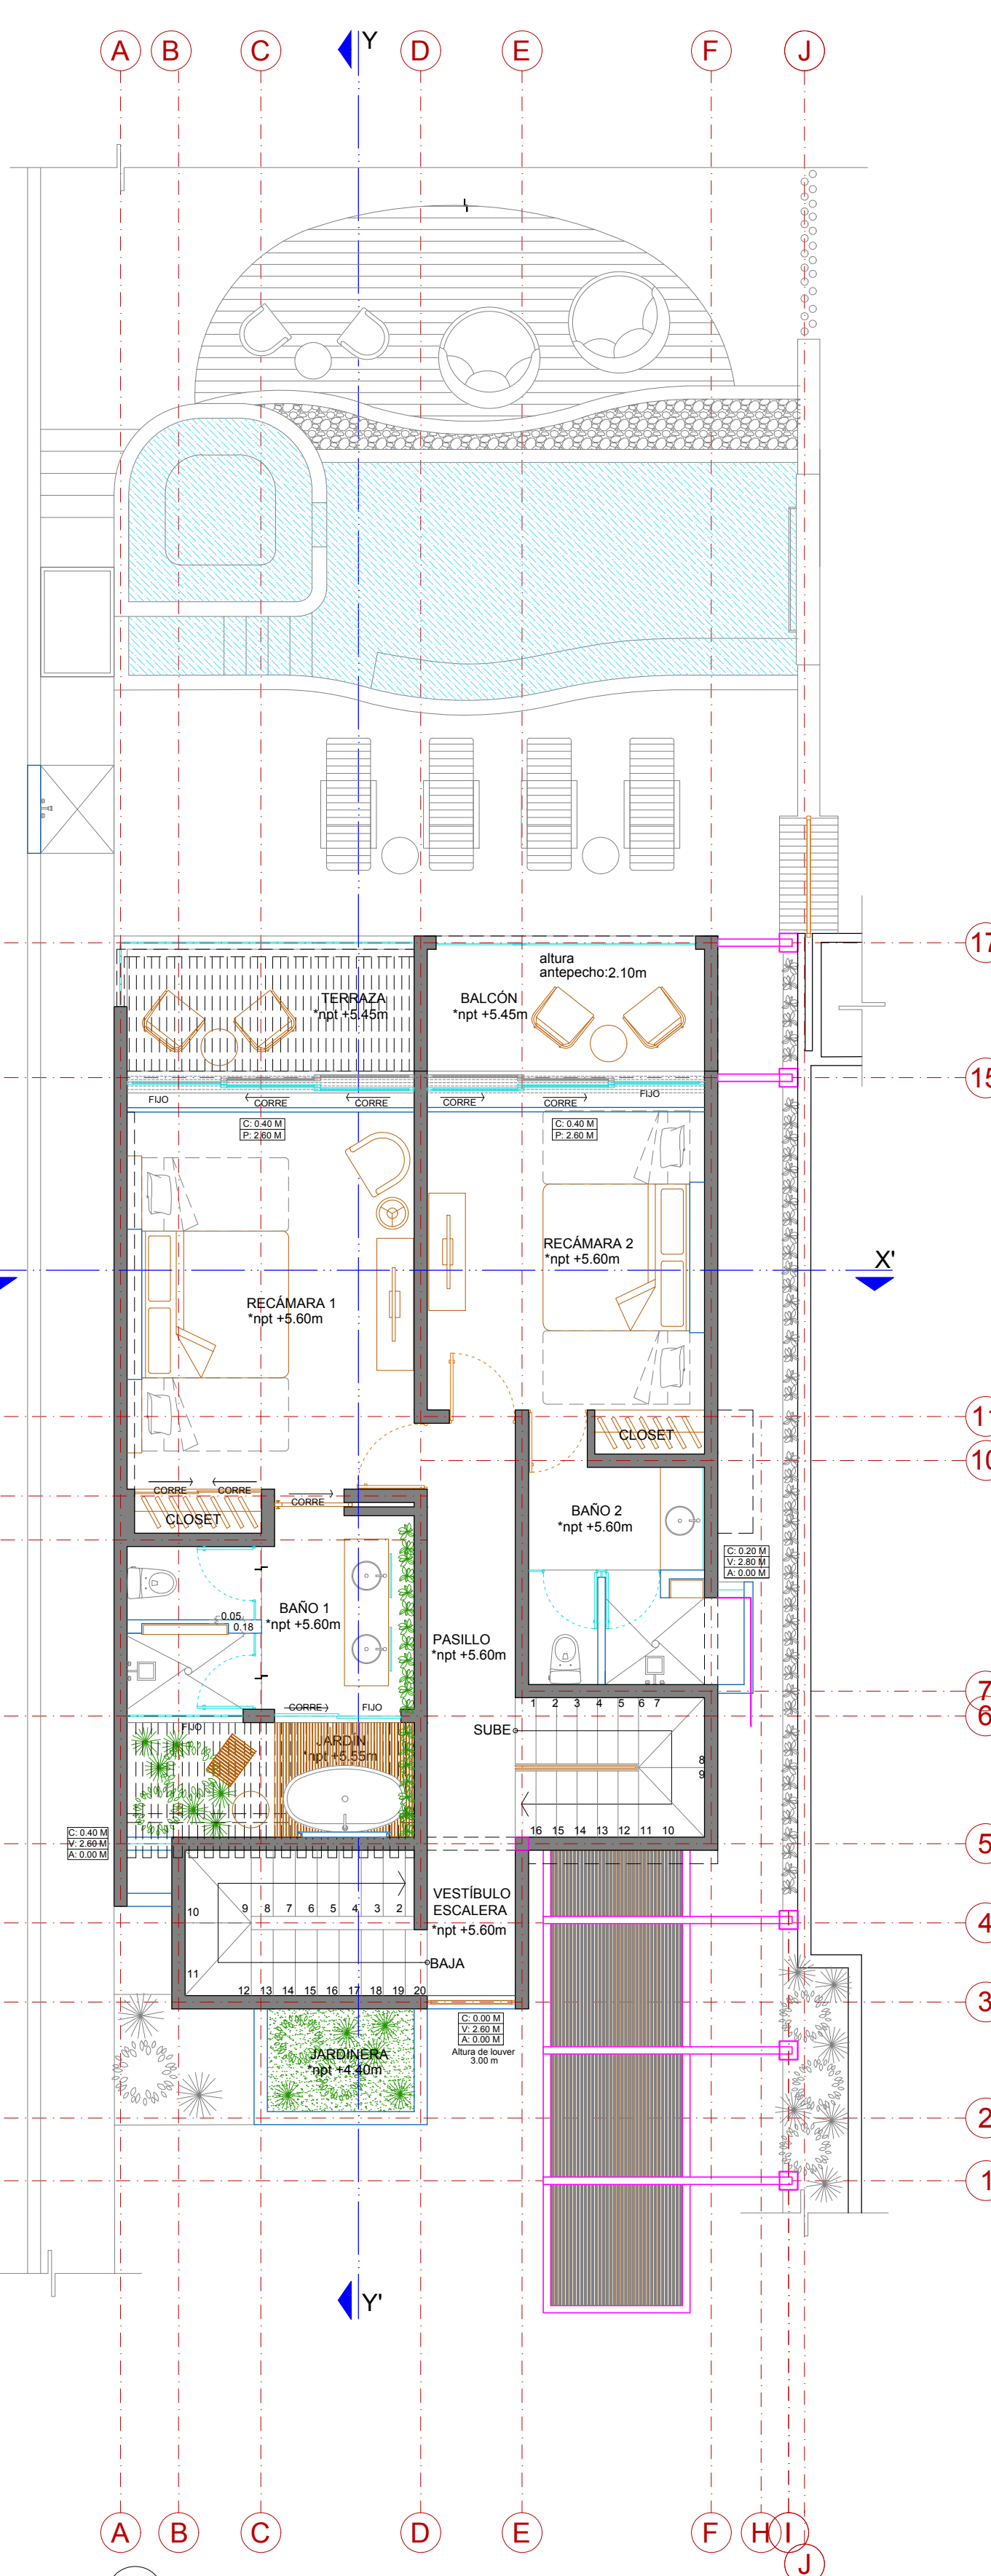 A B C Y D E F J
17
altura
antepecho:2.10m
TERRAZA
*npt +5.45m
BALCÓN
*npt +5.45m
15
FIJO
CORRE
CORRE
CORRE
CORRE
FIJO
C: 0.40 M
P: 2.60 M
C: 0.40 M
P: 2.60 M
RECÁMARA 2
*npt +5.60m
X'
RECÁMARA 1
*npt +5.60m
11
CLOSET
10
CORRE
CORRE
CORRE
CLOSET
BAÑO 2
*npt +5.60m
C: 0.20 M
V: 2.80 M
A: 0.00 M
BAÑO 1
*npt +5.60m
0.05
0.18
PASILLO
*npt +5.60m
7
6
CORRE
FIJO
FIJO
1 2 3 4 5 6 7
SUBE
JARDÍN
*npt +5.55m
8
9
16 15 14 13 12 11 10
C: 0.40 M
V: 2.60 M
A: 0.00 M
5
VESTÍBULO
ESCALERA
*npt +5.60m
10
9 8 7 6 5 4 3 2
4
BAJA
11
12 13 14 15 16 17 18 19 20
3
C: 0.00 M
V: 2.60 M
A: 0.00 M
Altura de louver
3.00 m
JARDINERA
*npt +4.40m
2
1
Y'
A B C D E F H I
J